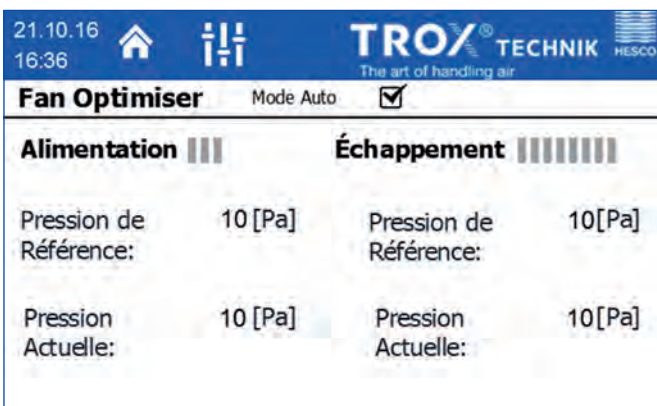 21.10.16
16:36
TROX® TECHNIK
The art of handling air
HESCO
Fan Optimiser Mode Auto
Alimentation Échappement
Pression de Référence: 10 [Pa] Pression de Référence: 10 [Pa]
Pression Actuelle: 10 [Pa] Pression Actuelle: 10 [Pa]